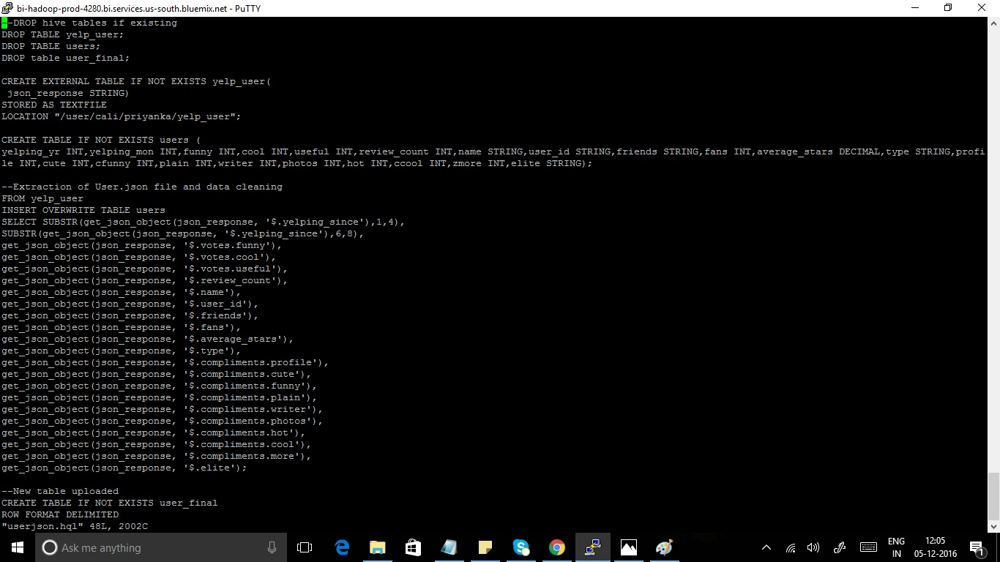 bi-hadoop-prod-4280.bi.services.us-south.bluemix.net - PuTTY
--DROP hive tables if existing
DROP TABLE yelp_user;
DROP TABLE users;
DROP table user_final;
CREATE EXTERNAL TABLE IF NOT EXISTS yelp_user(
json_response STRING)
STORED AS TEXTFILE
LOCATION "/user/cali/priyanka/yelp_user";
CREATE TABLE IF NOT EXISTS users (
yelping_yr INT,yelping_mon INT,funny INT,cool INT,useful INT,review_count INT,name STRING,user_id STRING,friends STRING,fans INT,average_stars DECIMAL,type STRING,profi
le INT,cute INT,cfunny INT,plain INT,writer INT,photos INT,hot INT,ccool INT,zmore INT,elite STRING);
--Extraction of User.json file and data cleaning
FROM yelp_user
INSERT OVERWRITE TABLE users
SELECT SUBSTR(get_json_object(json_response, '$.yelping_since'),1,4),
SUBSTR(get_json_object(json_response, '$.yelping_since'),6,8),
get_json_object(json_response, '$.votes.funny'),
get_json_object(json_response, '$.votes.cool'),
get_json_object(json_response, '$.votes.useful'),
get_json_object(json_response, '$.review_count'),
get_json_object(json_response, '$.name'),
get_json_object(json_response, '$.user_id'),
get_json_object(json_response, '$.friends'),
get_json_object(json_response, '$.fans'),
get_json_object(json_response, '$.average_stars'),
get_json_object(json_response, '$.type'),
get_json_object(json_response, '$.compliments.profile'),
get_json_object(json_response, '$.compliments.cute'),
get_json_object(json_response, '$.compliments.funny'),
get_json_object(json_response, '$.compliments.plain'),
get_json_object(json_response, '$.compliments.writer'),
get_json_object(json_response, '$.compliments.photos'),
get_json_object(json_response, '$.compliments.hot'),
get_json_object(json_response, '$.compliments.cool'),
get_json_object(json_response, '$.compliments.more'),
get_json_object(json_response, '$.elite');
--New table uploaded
CREATE TABLE IF NOT EXISTS user_final
ROW FORMAT DELIMITED
"userjson.hql" 48L, 2002C
Ask me anything
ENG
IN
12:05
05-12-2016
1